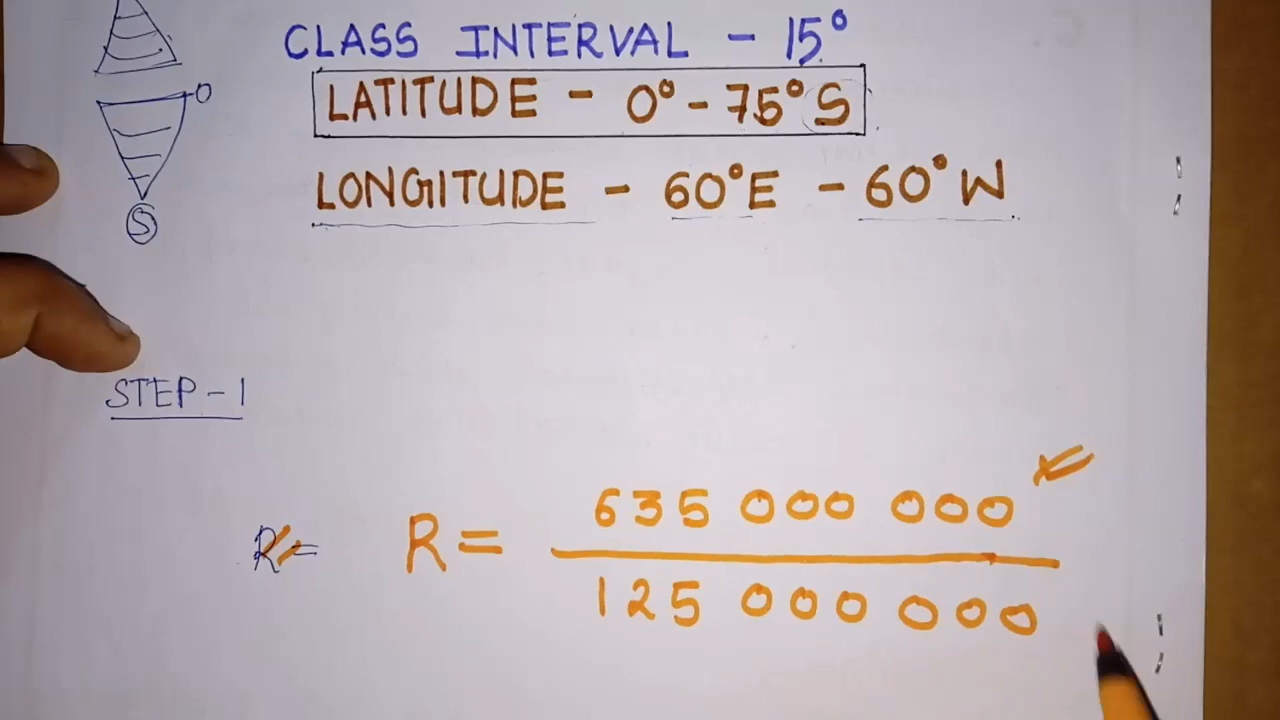 CLASS INTERVAL - 15°
O
LATITUDE - 0° - 75° S
LONGITUDE - 60° E - 60° W
S
STEP - 1
R = R = 635 000 000
125 000 000